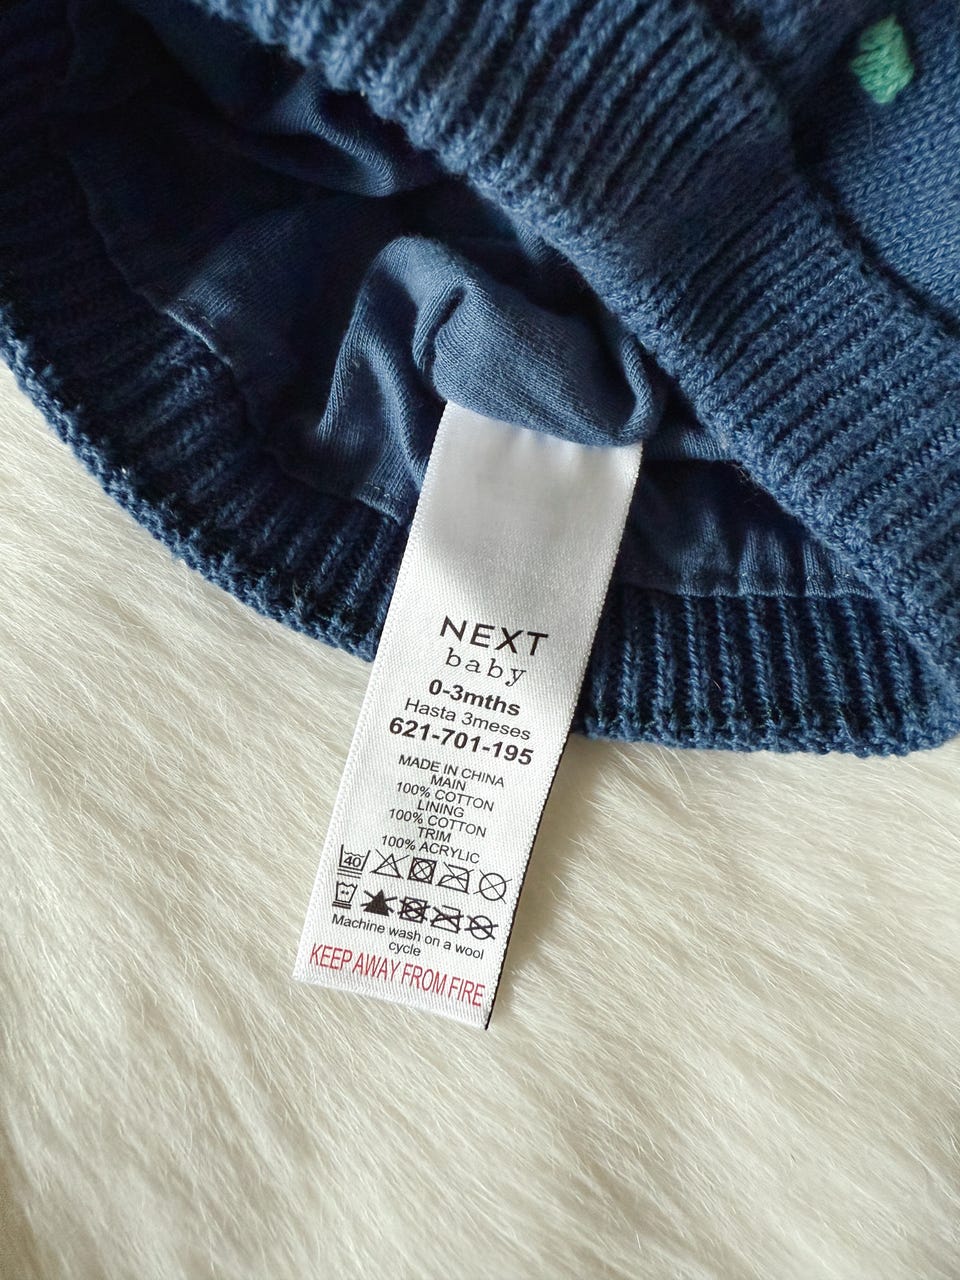 NEXT
baby
0-3mths
Hasta 3meses
621-701-195
MADE IN CHINA
MAIN
100% COTTON
LINING
100% COTTON
TRIM
100% ACRYLIC
40
Machine wash on a wool
cycle
KEEP AWAY FROM FIRE